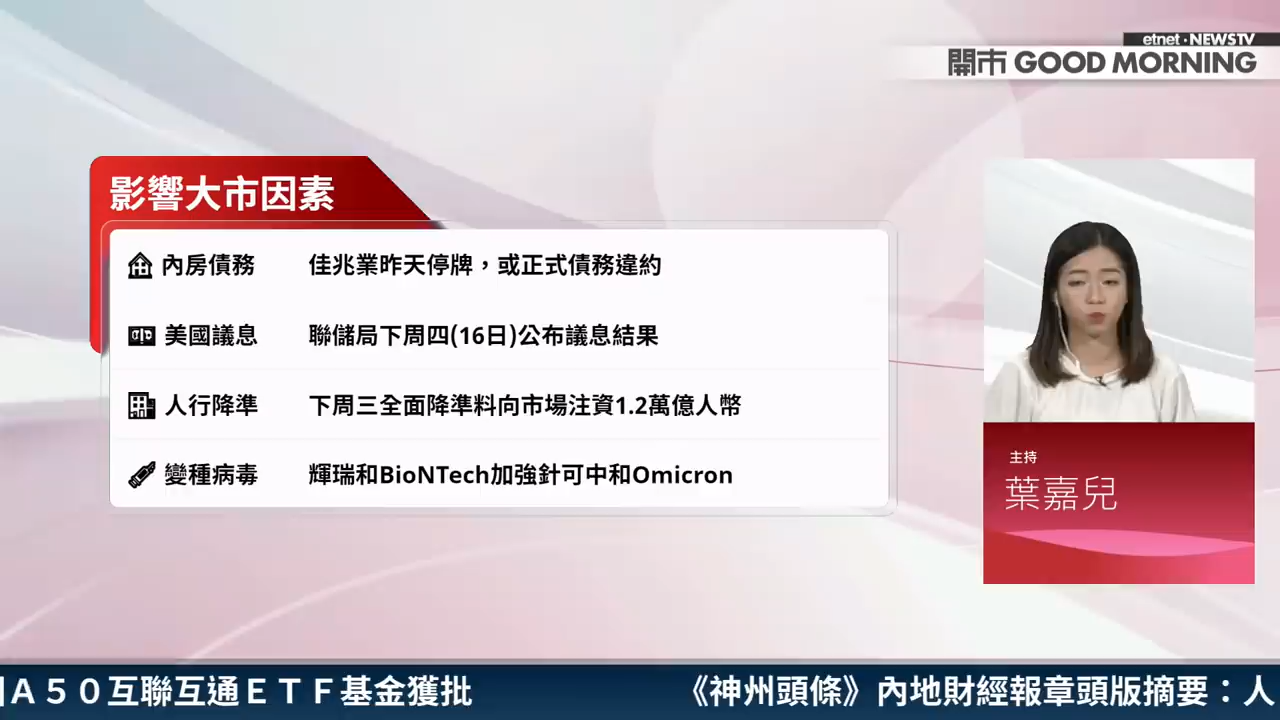 etnet·NEWSTV
開市 GOOD MORNING
影響大市因素
內房債務 佳兆業昨天停牌，或正式債務違約
美國議息 聯儲局下周四(16日)公布議息結果
人行降準 下周三全面降準料向市場注資1.2萬億人幣
變種病毒 輝瑞和BioNTech加強針可中和Omicron
主持
葉嘉兒
Ａ５０互聯互通ＥＴＦ基金獲批 《神州頭條》內地財經報章頭版摘要：人